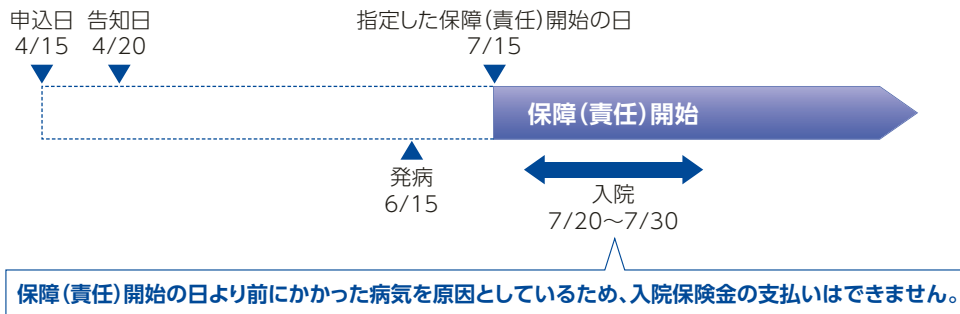 申込日 告知日 指定した保障(責任)開始の日
4/15 4/20 7/15
保障(責任)開始
発病
6/15
入院
7/20~7/30
保障(責任)開始の日より前にかかった病気を原因としているため、入院保険金の支払いはできません。